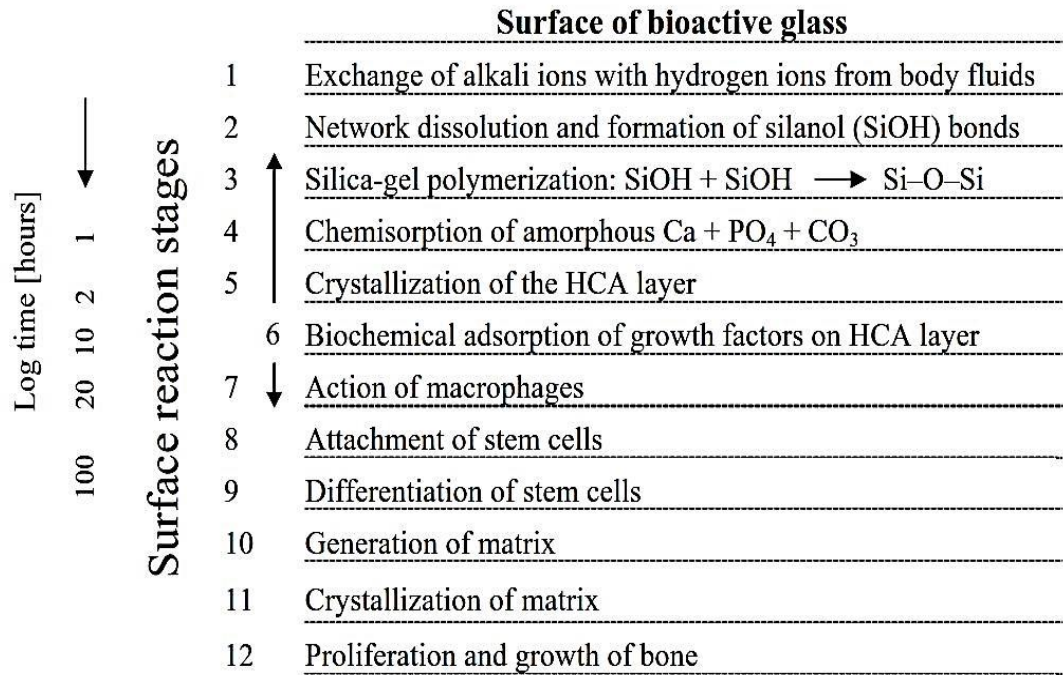 Surface of bioactive glass
1 Exchange of alkali ions with hydrogen ions from body fluids
2 Network dissolution and formation of silanol (SiOH) bonds
3 Silica-gel polymerization: SiOH + SiOH → Si–O–Si
4 Chemisorption of amorphous Ca + PO₄ + CO₃
5 Crystallization of the HCA layer
6 Biochemical adsorption of growth factors on HCA layer
7 Action of macrophages
8 Attachment of stem cells
9 Differentiation of stem cells
10 Generation of matrix
11 Crystallization of matrix
12 Proliferation and growth of bone
Surface reaction stages
Log time [hours]
1
2
10
20
100